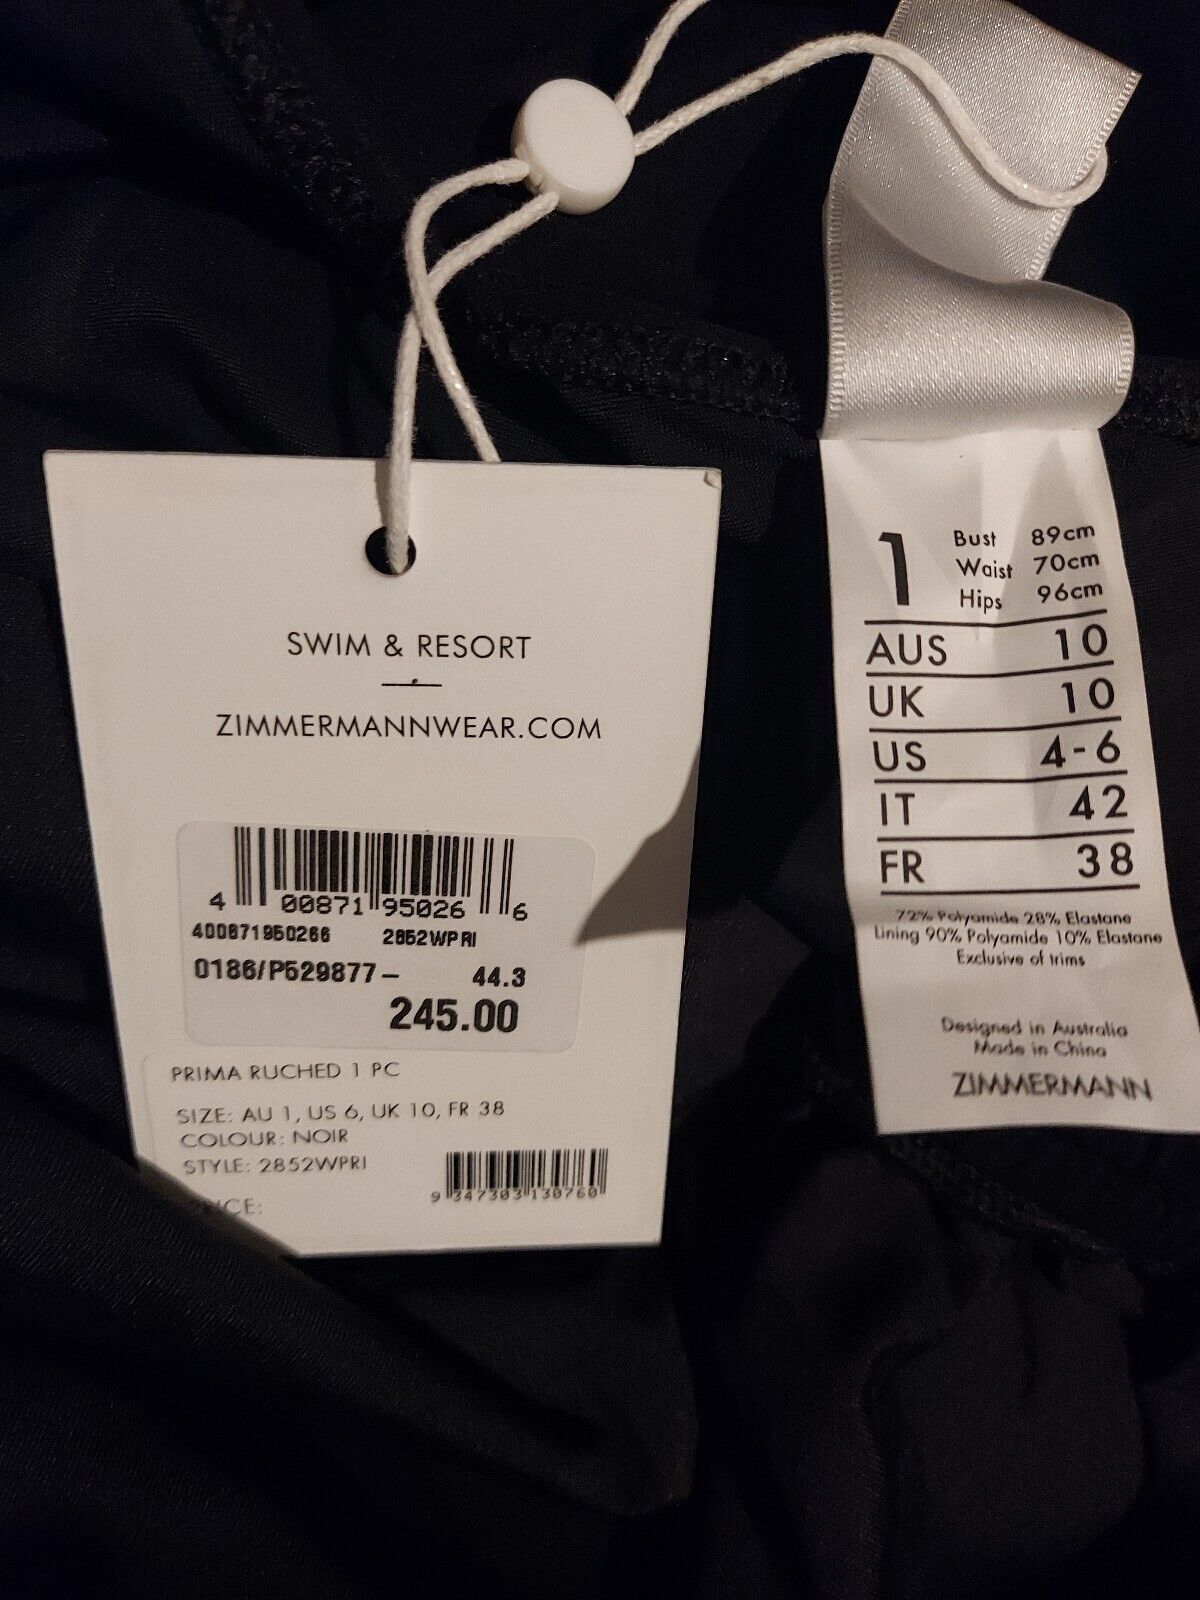 SWIM & RESORT
ZIMMERMANNWEAR.COM
4 00871 95026 6
400871950266 2852WPRI
0186/P529877- 44.3
245.00
PRIMA RUCHED 1 PC
SIZE: AU 1, US 6, UK 10, FR 38
COLOUR: NOIR
STYLE: 2852WPRI
9 347303 130760
1
Bust 89cm
Waist 70cm
Hips 96cm
AUS 10
UK 10
US 4-6
IT 42
FR 38
72% Polyamide 28% Elastane
Lining 90% Polyamide 10% Elastane
Exclusive of trims
Designed in Australia
Made in China
ZIMMERMANN